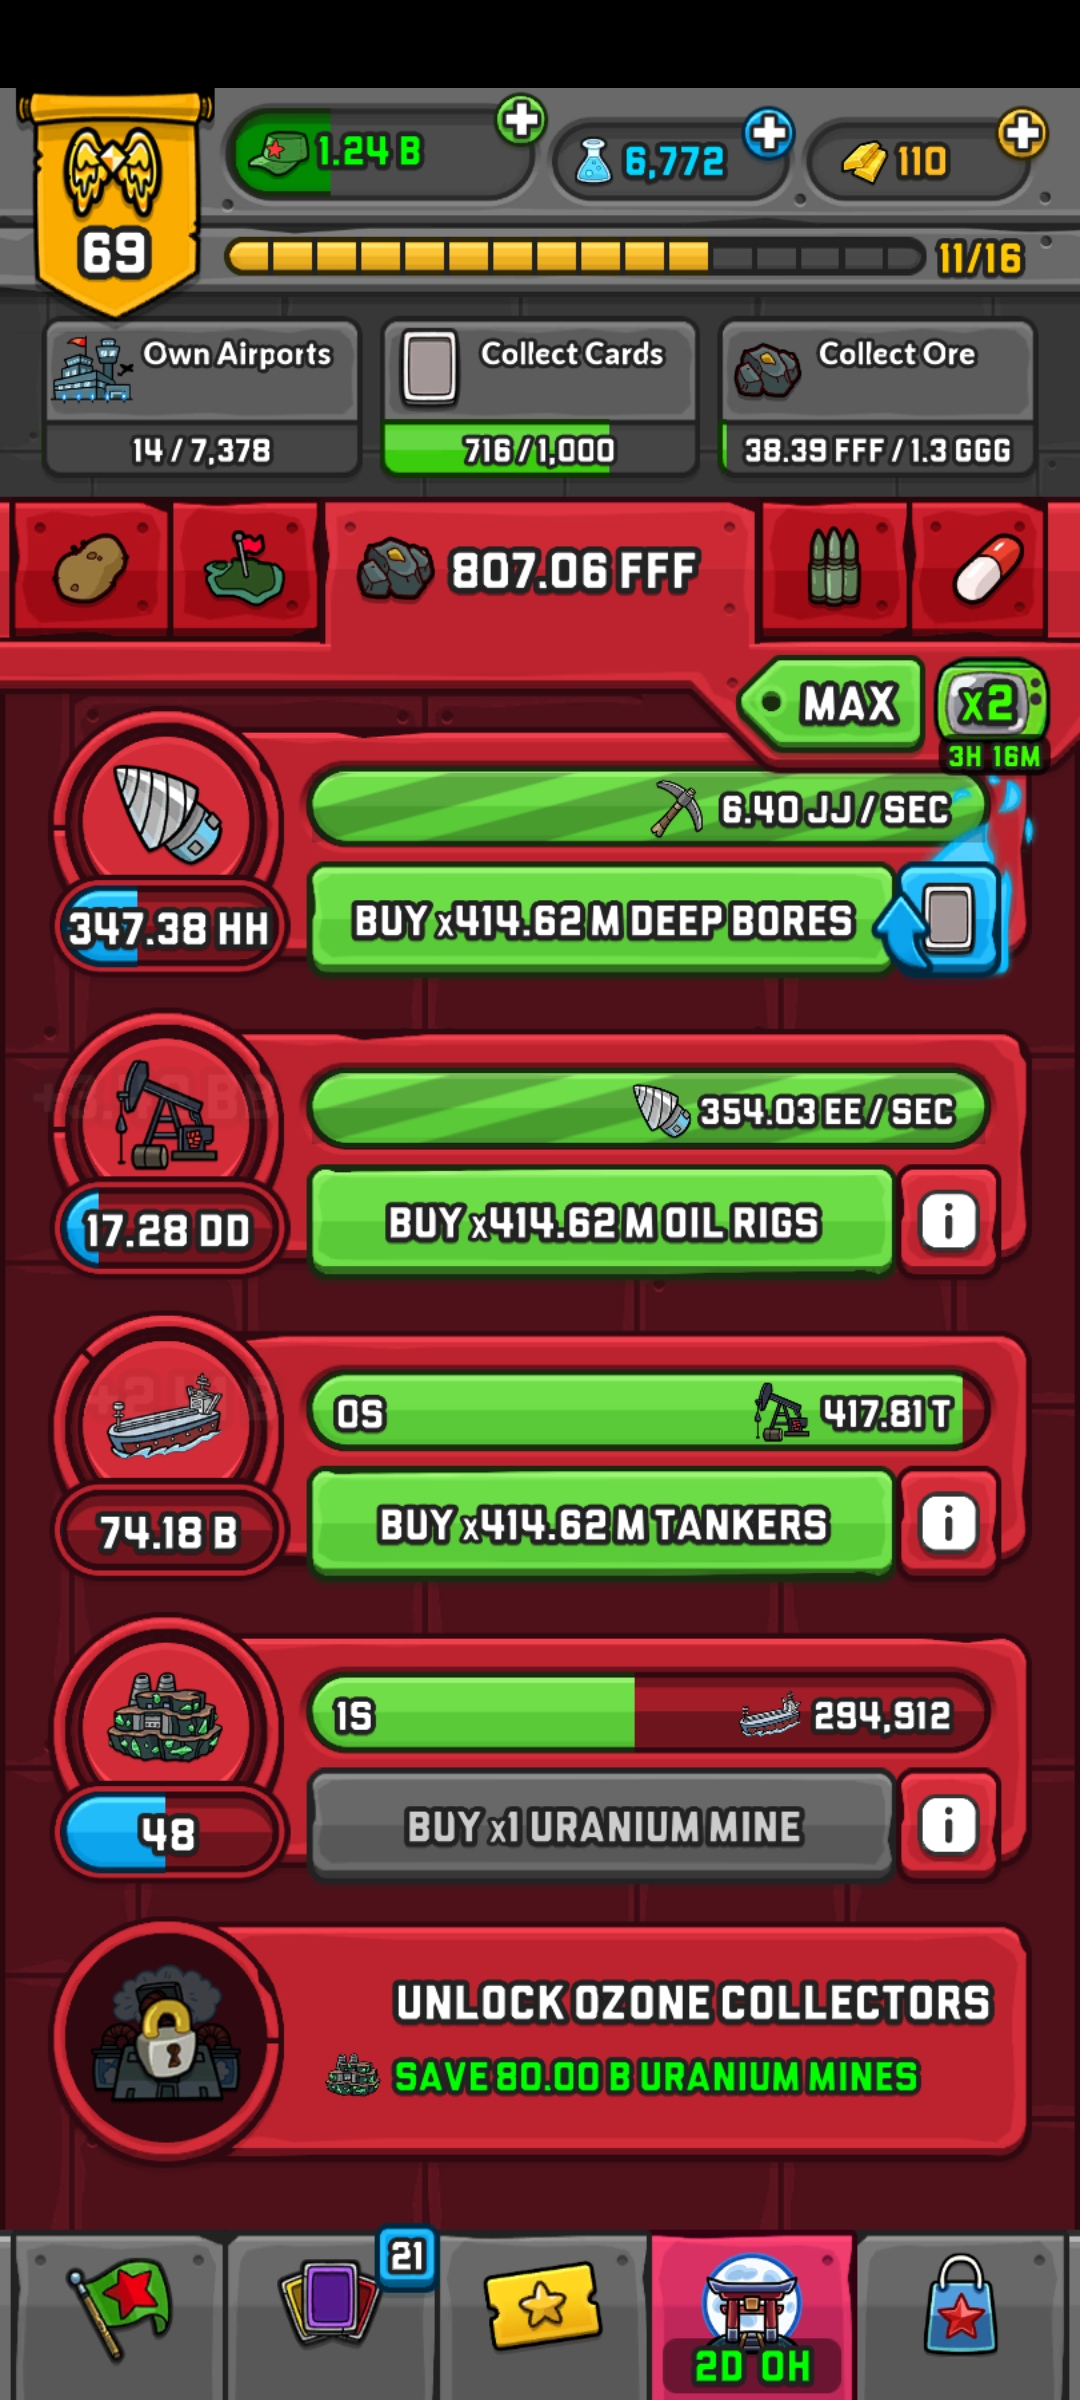 1.24 B
6,772
110
69
11/16
Own Airports
Collect Cards
Collect Ore
14 / 7,378
716 / 1,000
38.39 FFF / 1.3 GGG
807.06 FFF
MAX
x2
3H 16M
6.40 JJ / SEC
347.38 HH
BUY x414.62 M DEEP BORES
354.03 EE / SEC
17.28 DD
BUY x414.62 M OIL RIGS
0S
417.81 T
74.18 B
BUY x414.62 M TANKERS
1S
294,912
48
BUY x1 URANIUM MINE
UNLOCK OZONE COLLECTORS
SAVE 80.00 B URANIUM MINES
21
2D 0H